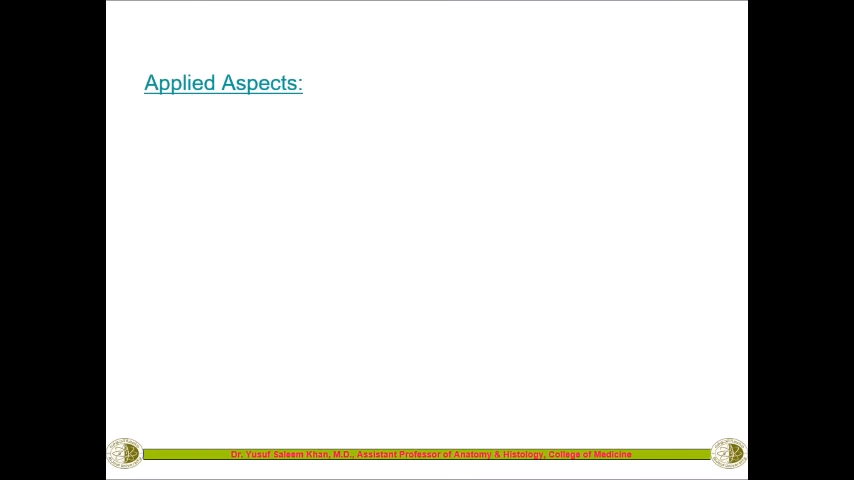 Applied Aspects:
Dr. Yusuf Saleem Khan, M.D., Assistant Professor of Anatomy & Histology, College of Medicine